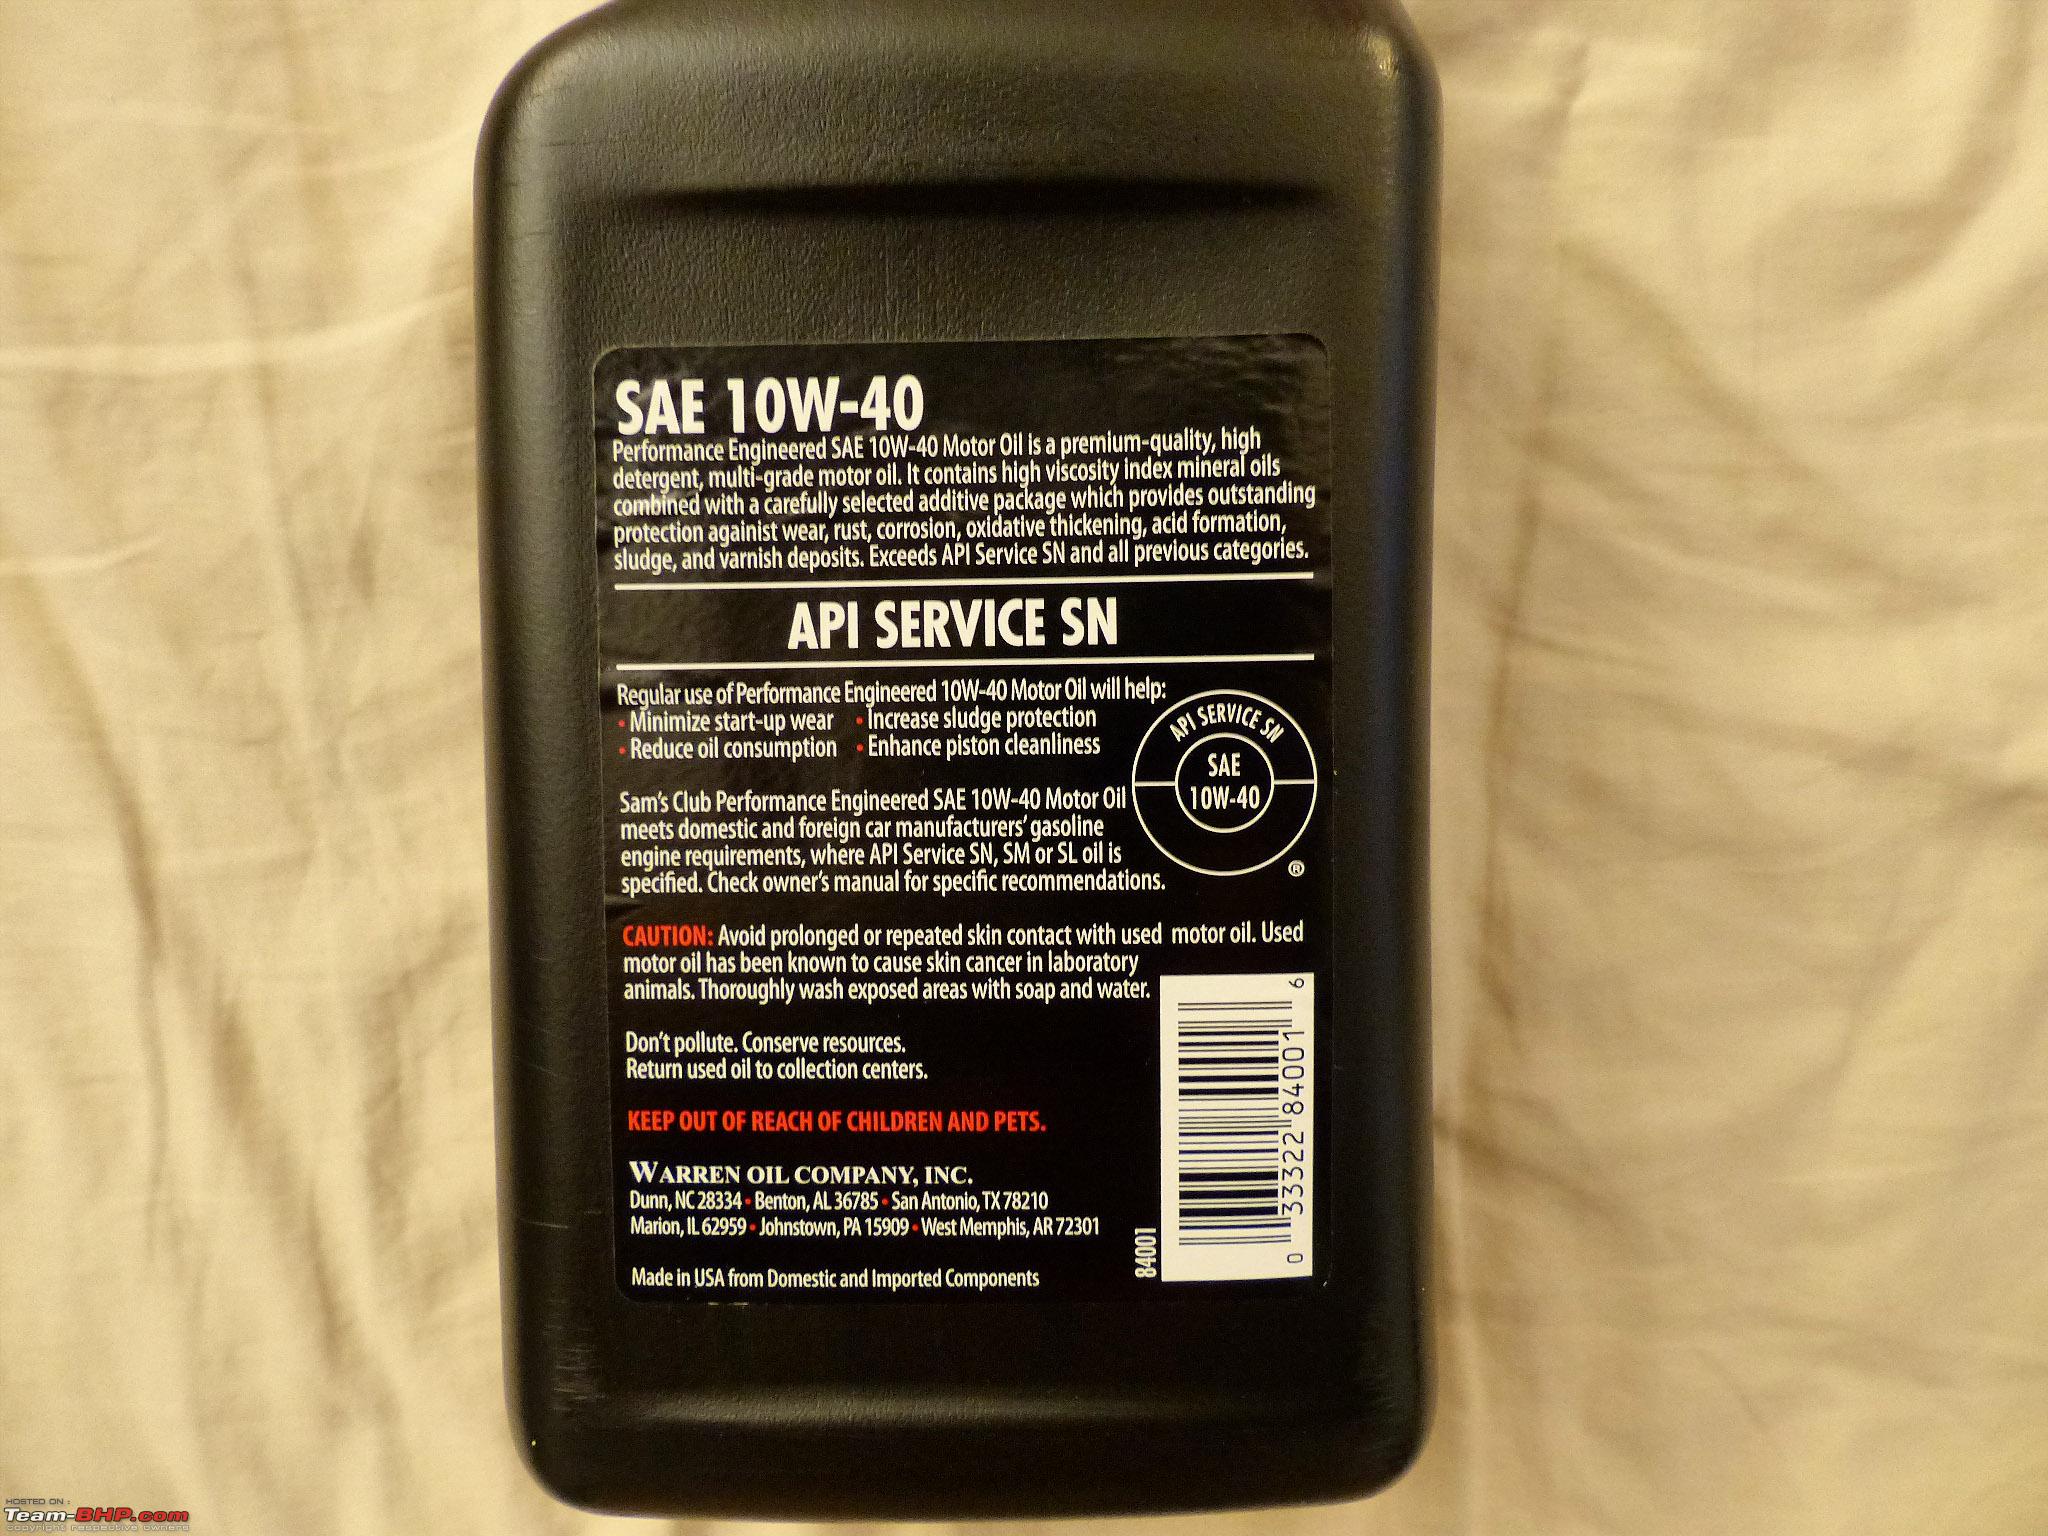 SAE 10W-40
Performance Engineered SAE 10W-40 Motor Oil is a premium-quality, high
detergent, multi-grade motor oil. It contains high viscosity index mineral oils
combined with a carefully selected additive package which provides outstanding
protection againist wear, rust, corrosion, oxidative thickening, acid formation,
sludge, and varnish deposits. Exceeds API Service SN and all previous categories.
API SERVICE SN
Regular use of Performance Engineered 10W-40 Motor Oil will help:
• Minimize start-up wear • Increase sludge protection
• Reduce oil consumption • Enhance piston cleanliness
API SERVICE SN
SAE
10W-40
®
Sam's Club Performance Engineered SAE 10W-40 Motor Oil
meets domestic and foreign car manufacturers' gasoline
engine requirements, where API Service SN, SM or SL oil is
specified. Check owner's manual for specific recommendations.
CAUTION: Avoid prolonged or repeated skin contact with used motor oil. Used
motor oil has been known to cause skin cancer in laboratory
animals. Thoroughly wash exposed areas with soap and water.
Don't pollute. Conserve resources.
Return used oil to collection centers.
KEEP OUT OF REACH OF CHILDREN AND PETS.
WARREN OIL COMPANY, INC.
Dunn, NC 28334 • Benton, AL 36785 • San Antonio, TX 78210
Marion, IL 62959 • Johnstown, PA 15909 • West Memphis, AR 72301
Made in USA from Domestic and Imported Components
84001
0 33322 84001 6
HOSTED ON :
Team-BHP.com
copyright respective owners